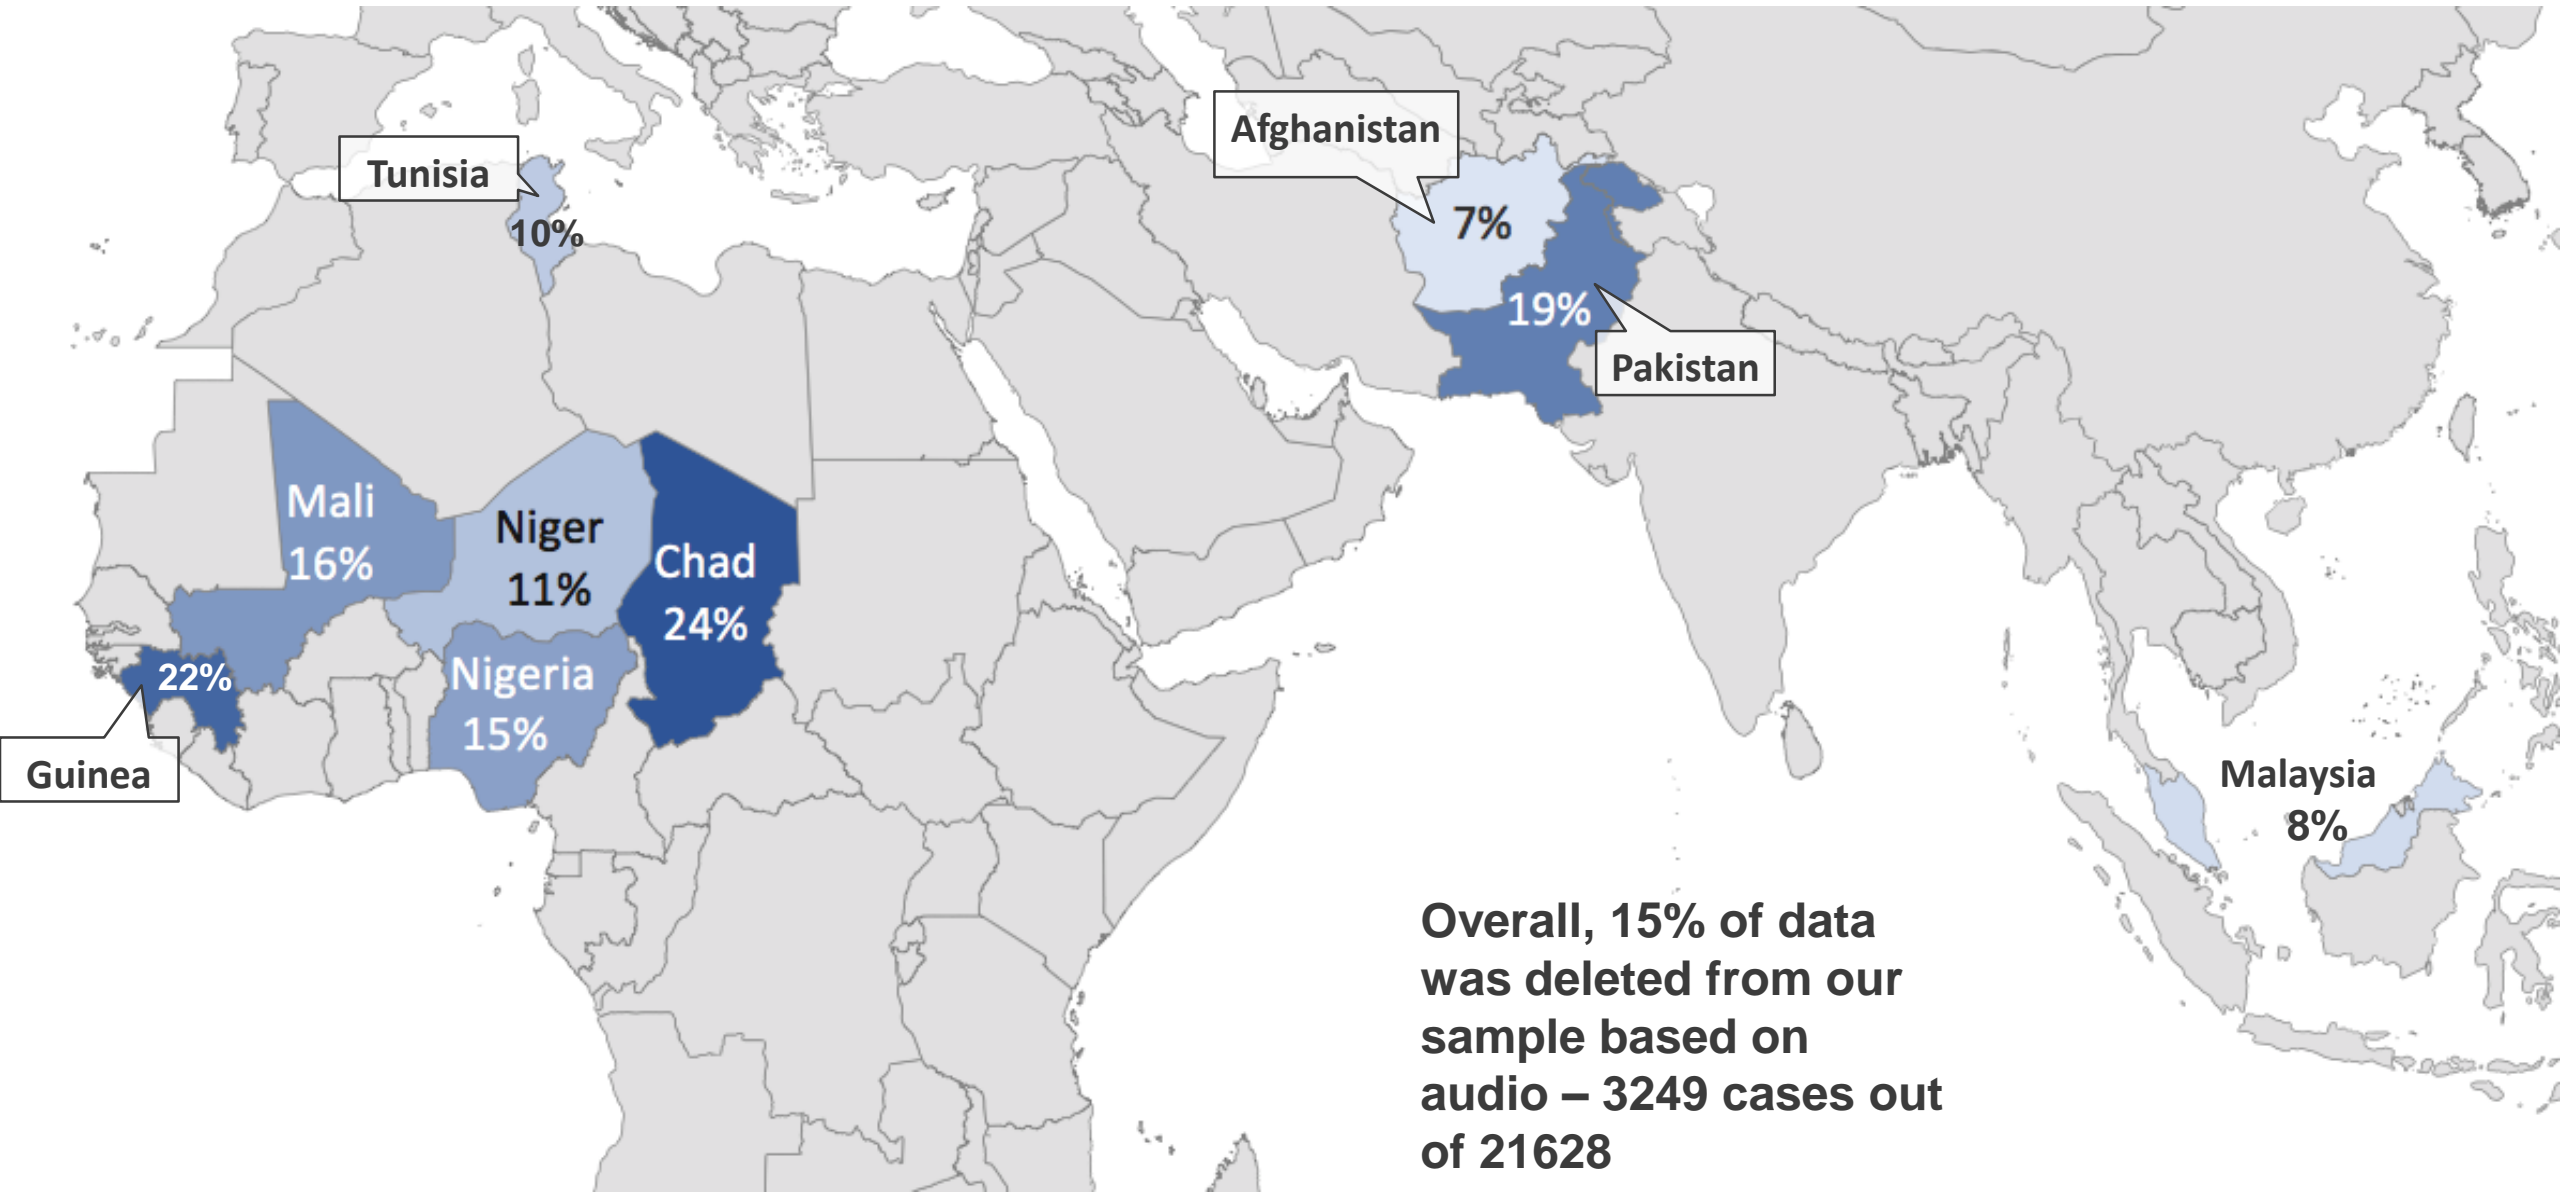 Afghanistan
Tunisia
7%
10%
19%
Pakistan
Mali
16%
Niger
11%
Chad
24%
22%
Nigeria
15%
Guinea
Malaysia
8%
Overall, 15% of data
was deleted from our
sample based on
audio – 3249 cases out
of 21628